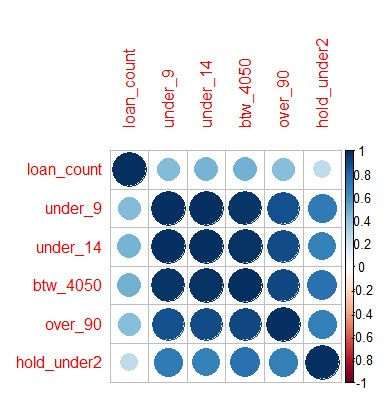 loan_count
under_9
under_14
btw_4050
over_90
hold_under2
loan_count
under_9
under_14
btw_4050
over_90
hold_under2
1
0.8
0.6
0.4
0.2
0
-0.2
-0.4
-0.6
-0.8
-1